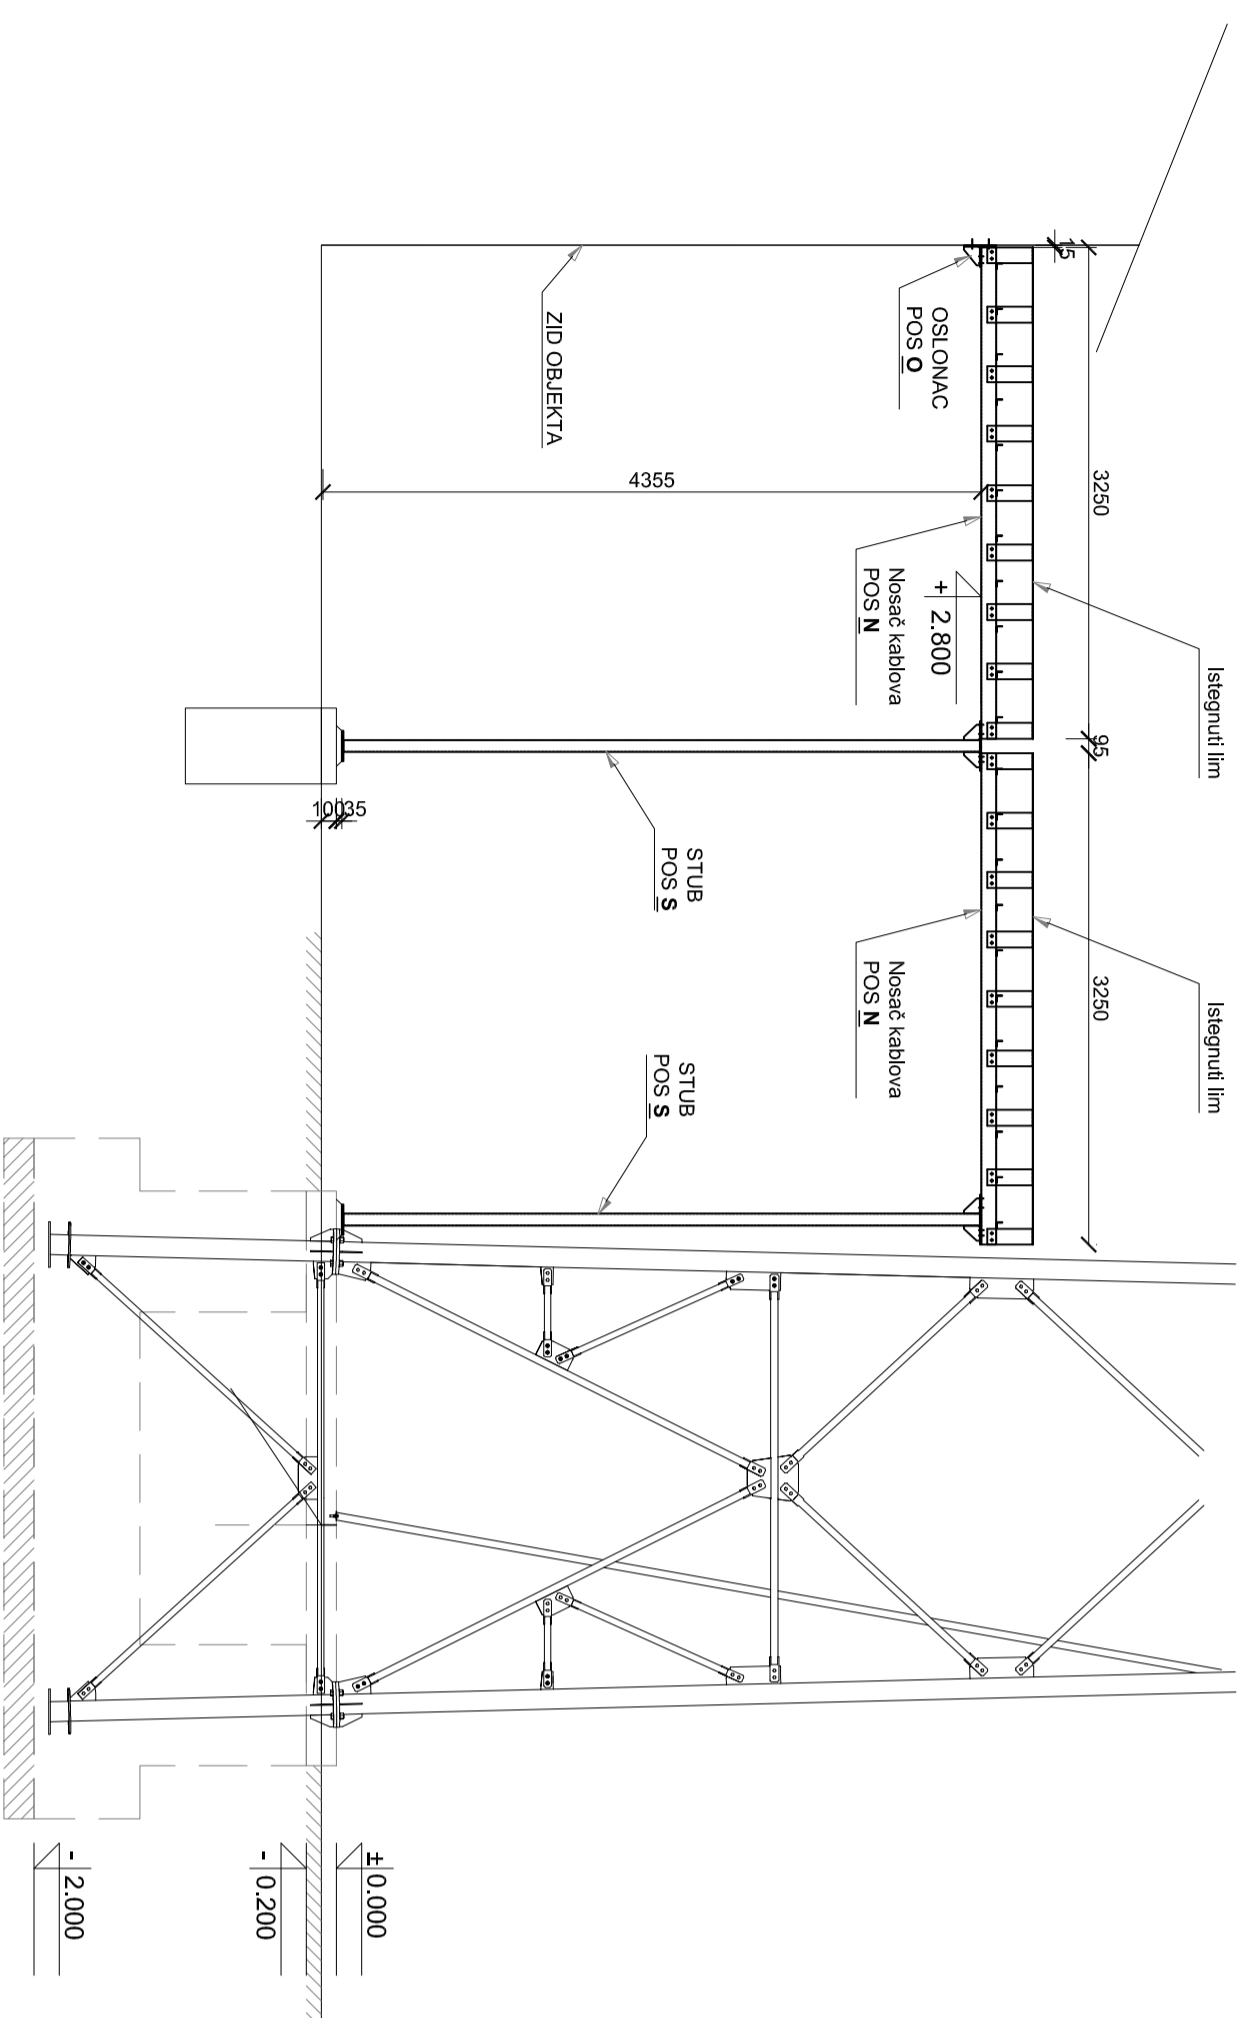 Istegnuti lim
Istegnuti lim
3250
95
3250
15
OSLONAC
POS O
+ 2.800
Nosač kablova
POS N
Nosač kablova
POS N
STUB
POS S
STUB
POS S
4355
ZID OBJEKTA
100
35
± 0.000
- 0.200
- 2.000